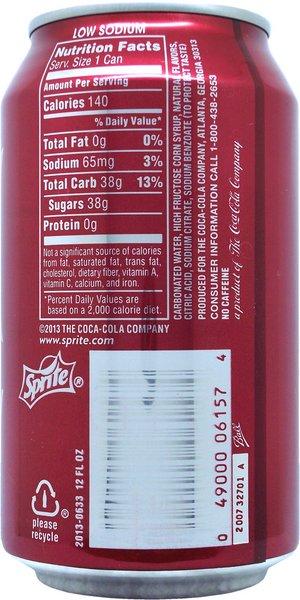 LOW SODIUM
Nutrition Facts
Serv. Size 1 Can
Amount Per Serving
Calories 140
% Daily Value*
Total Fat 0g 0%
Sodium 65mg 3%
Total Carb 38g 13%
Sugars 38g
Protein 0g
Not a significant source of calories
from fat, saturated fat, trans fat,
cholesterol, dietary fiber, vitamin A,
vitamin C, calcium, and iron.
*Percent Daily Values are
based on a 2,000 calorie diet.
©2013 THE COCA-COLA COMPANY
www.sprite.com
CARBONATED WATER, HIGH FRUCTOSE CORN SYRUP, NATURAL FLAVORS,
CITRIC ACID, SODIUM CITRATE, SODIUM BENZOATE (TO PROTECT TASTE)
PRODUCED FOR THE COCA-COLA COMPANY, ATLANTA, GEORGIA 30313
CONSUMER INFORMATION CALL 1-800-438-2653
NO CAFFEINE
a product of The Coca-Cola Company
Sprite®
please
recycle®
2013-0633 12 FL OZ
0 49000 06157 4
Ball
200732701 A